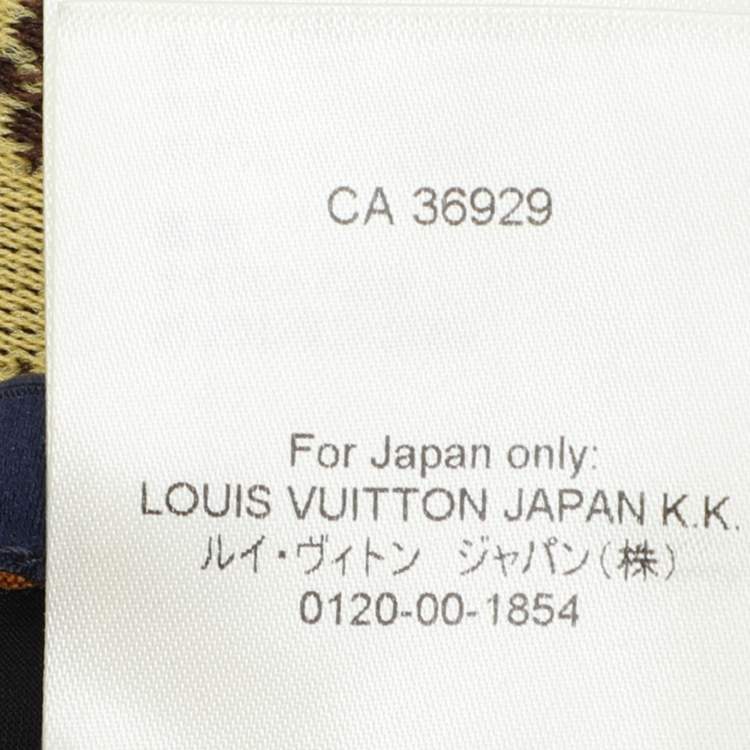 CA 36929
For Japan only:
LOUIS VUITTON JAPAN K.K.
ルイ・ヴィトン ジャパン(株)
0120-00-1854